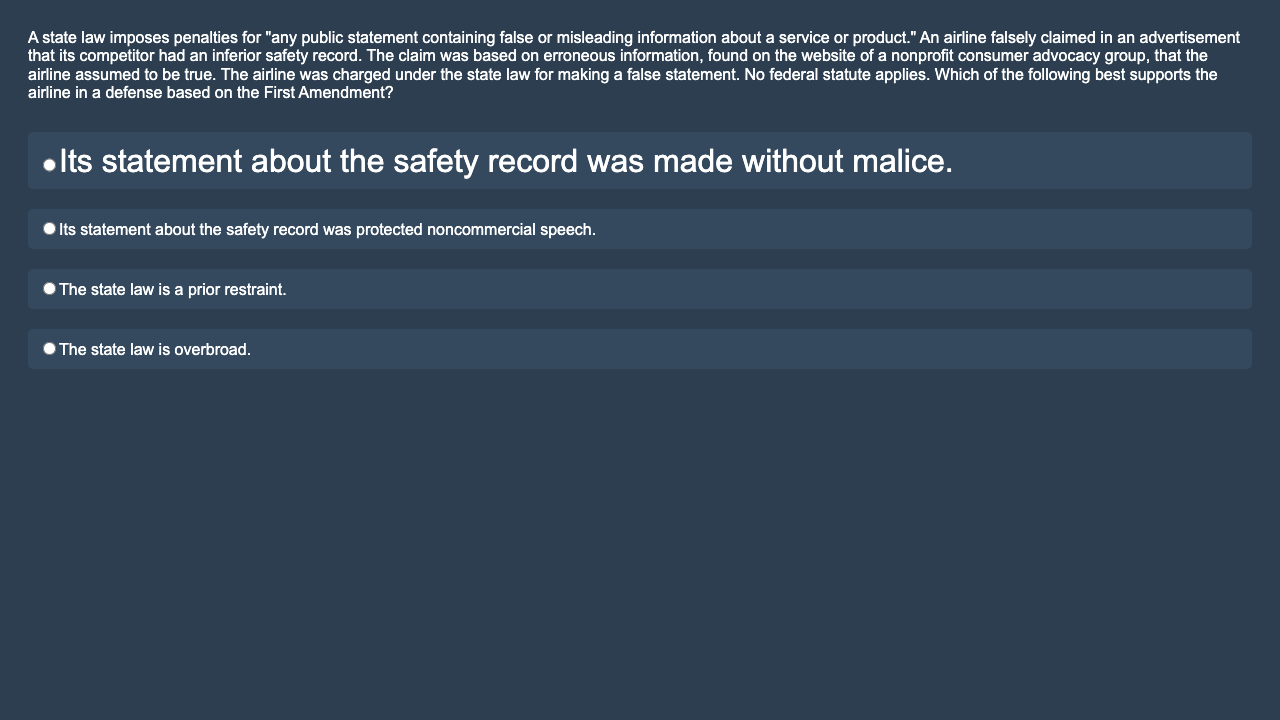 A state law imposes penalties for "any public statement containing false or misleading information about a service or product." An airline falsely claimed in an advertisement
that its competitor had an inferior safety record. The claim was based on erroneous information, found on the website of a nonprofit consumer advocacy group, that the
airline assumed to be true. The airline was charged under the state law for making a false statement. No federal statute applies. Which of the following best supports the
airline in a defense based on the First Amendment?
Its statement about the safety record was made without malice.
Its statement about the safety record was protected noncommercial speech.
The state law is a prior restraint.
The state law is overbroad.